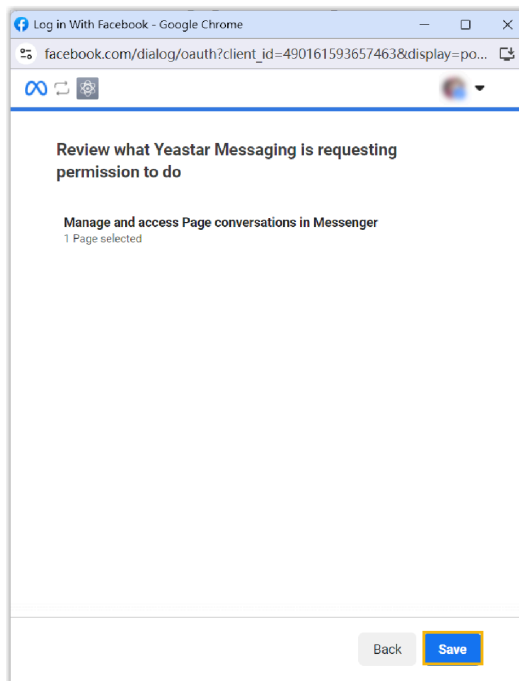 Log in With Facebook - Google Chrome
facebook.com/dialog/oauth?client_id=490161593657463&display=po...
Review what Yeastar Messaging is requesting
permission to do
Manage and access Page conversations in Messenger
1 Page selected
Back
Save